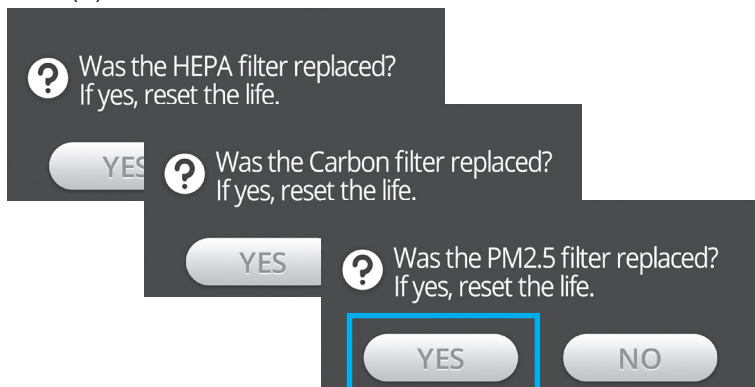 Was the HEPA filter replaced?
If yes, reset the life.
YES
Was the Carbon filter replaced?
If yes, reset the life.
YES
Was the PM2.5 filter replaced?
If yes, reset the life.
YES NO